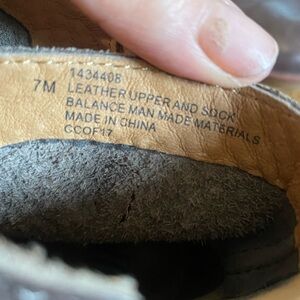 1434408
7M LEATHER UPPER AND SOCK
BALANCE MAN MADE MATERIALS
MADE IN CHINA
CCOF17